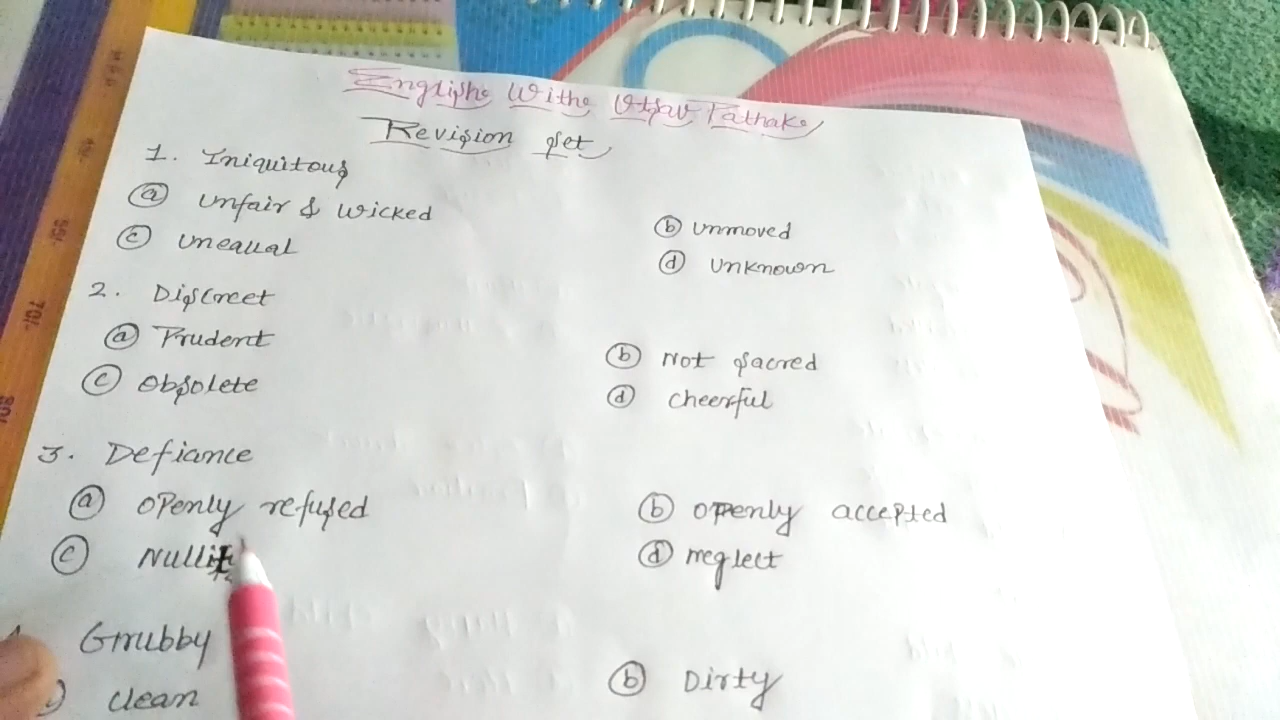 English With Utsav Pathak
Revision set
1. Iniquitous
(a) unfair & wicked (b) unmoved
(c) unequal (d) unknown
2. Discreet
(a) Prudent (b) not sacred
(c) obsolete (d) cheerful
3. Defiance
(a) openly refused (b) openly accepted
(c) (d) neglect
Grubby
clean (b) Dirty
70/-